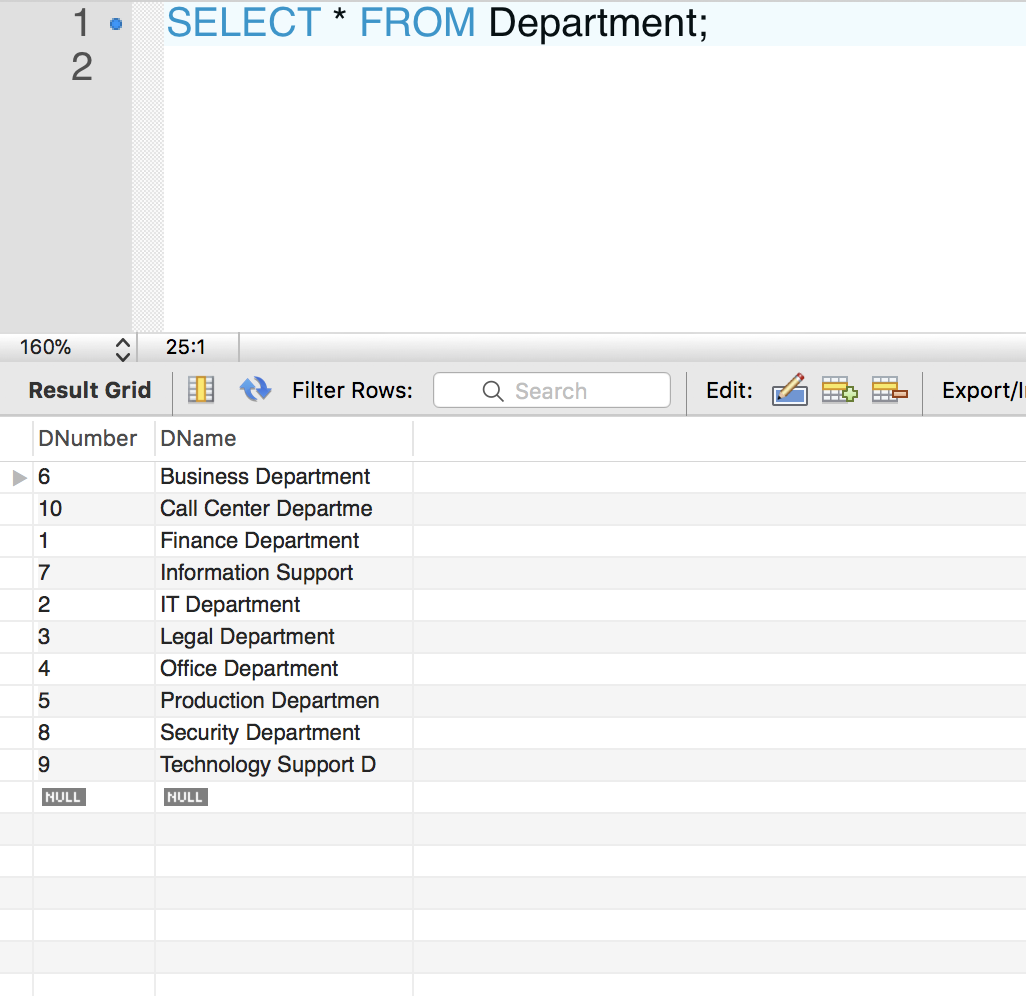 1 SELECT * FROM Department;
2
160% 25:1
Result Grid Filter Rows: Search Edit: Export/I
DNumber DName
6 Business Department
10 Call Center Departme
1 Finance Department
7 Information Support
2 IT Department
3 Legal Department
4 Office Department
5 Production Departmen
8 Security Department
9 Technology Support D
NULL NULL